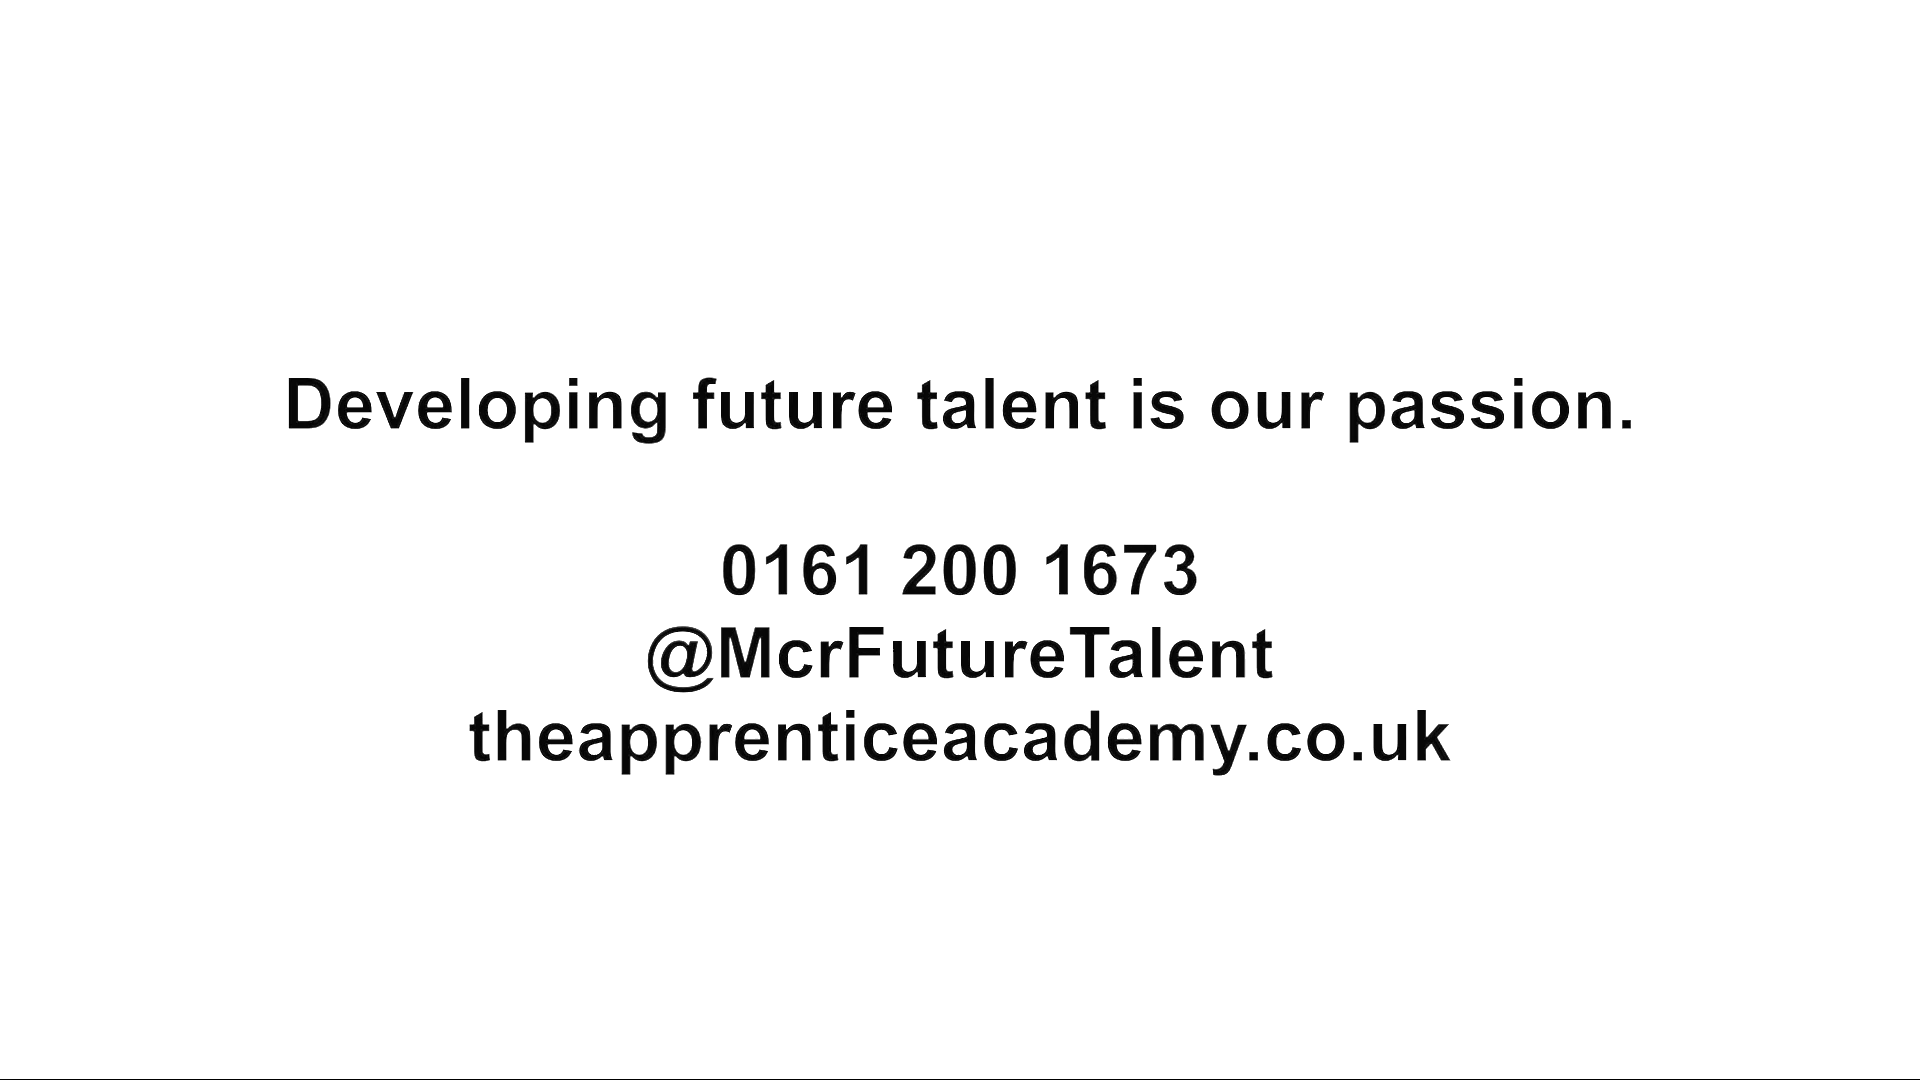 Developing future talent is our passion.
0161 200 1673
@McrFutureTalent
theapprenticeacademy.co.uk